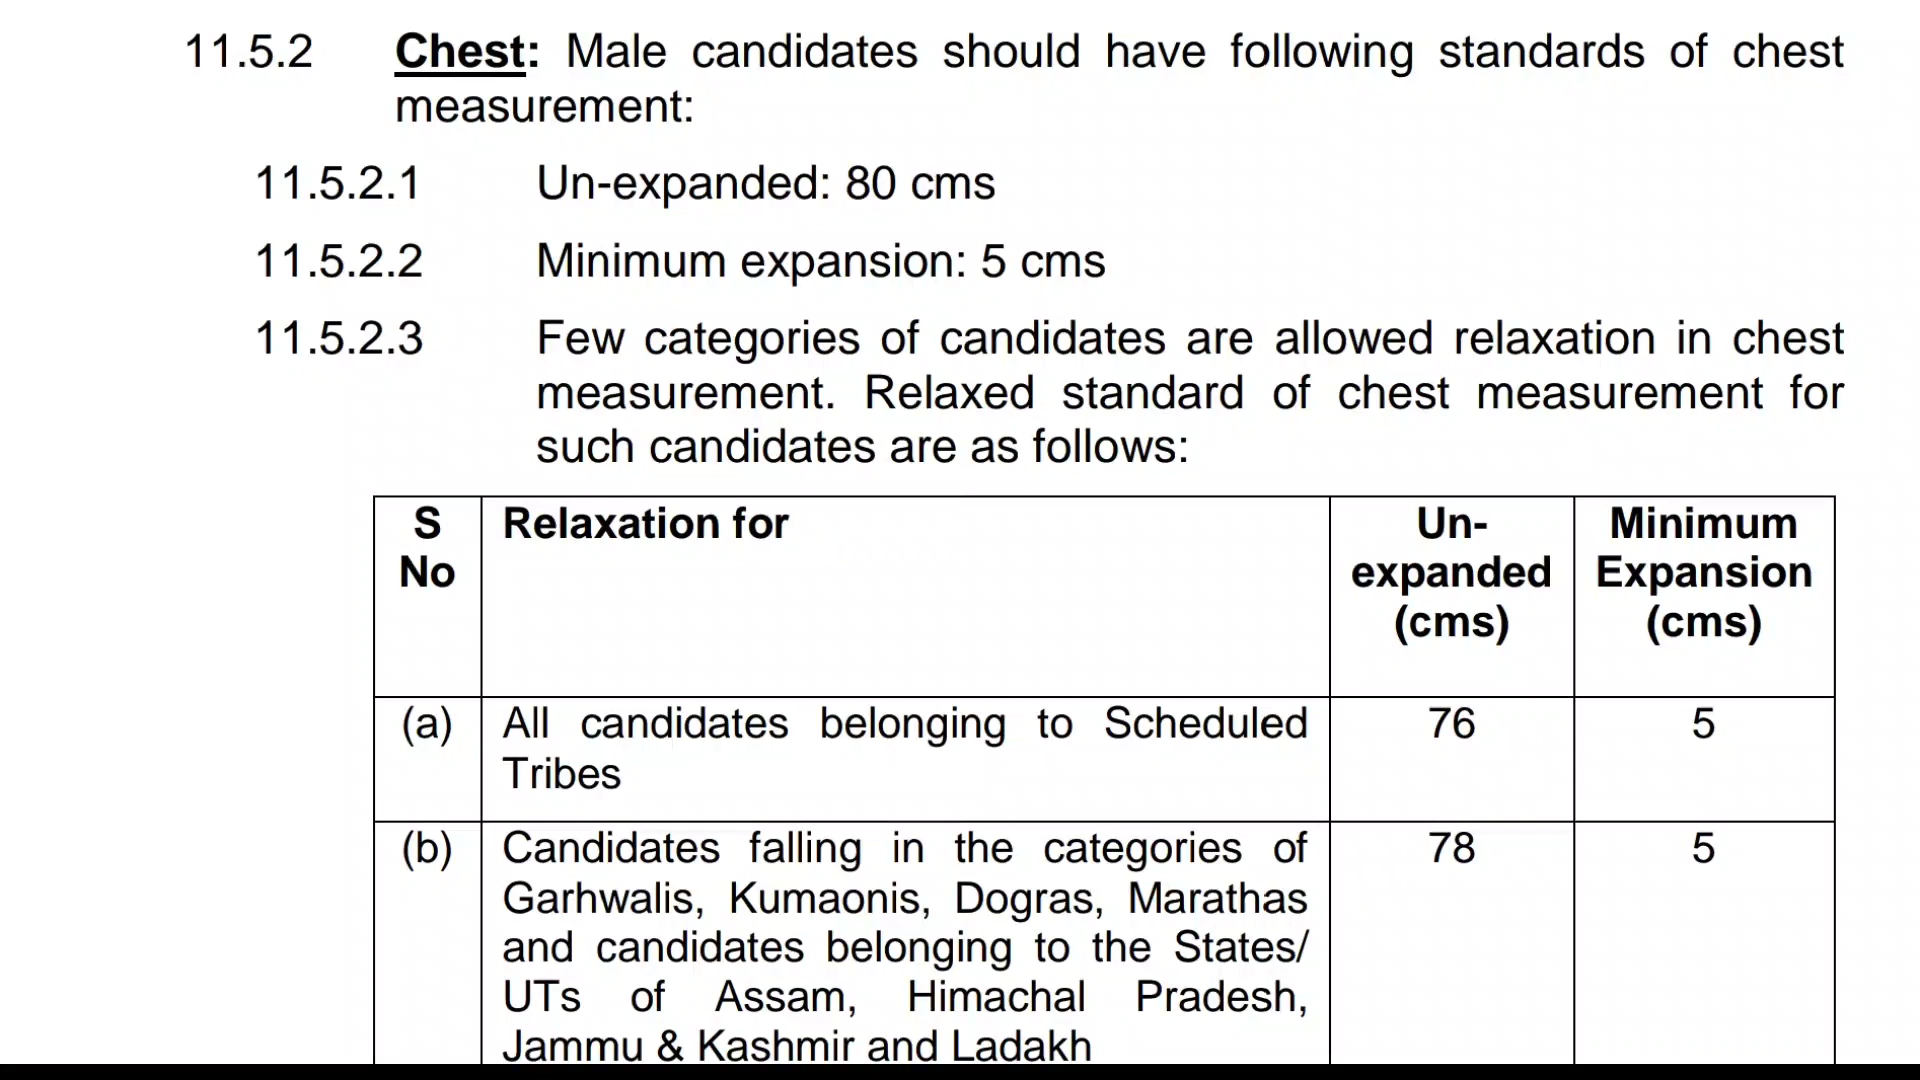 11.5.2 Chest: Male candidates should have following standards of chest
measurement:
11.5.2.1 Un-expanded: 80 cms
11.5.2.2 Minimum expansion: 5 cms
11.5.2.3 Few categories of candidates are allowed relaxation in chest
measurement. Relaxed standard of chest measurement for
such candidates are as follows:
S No Relaxation for Un-expanded (cms) Minimum Expansion (cms)
(a) All candidates belonging to Scheduled 76 5
Tribes
(b) Candidates falling in the categories of 78 5
Garhwalis, Kumaonis, Dogras, Marathas
and candidates belonging to the States/
UTs of Assam, Himachal Pradesh,
Jammu & Kashmir and Ladakh